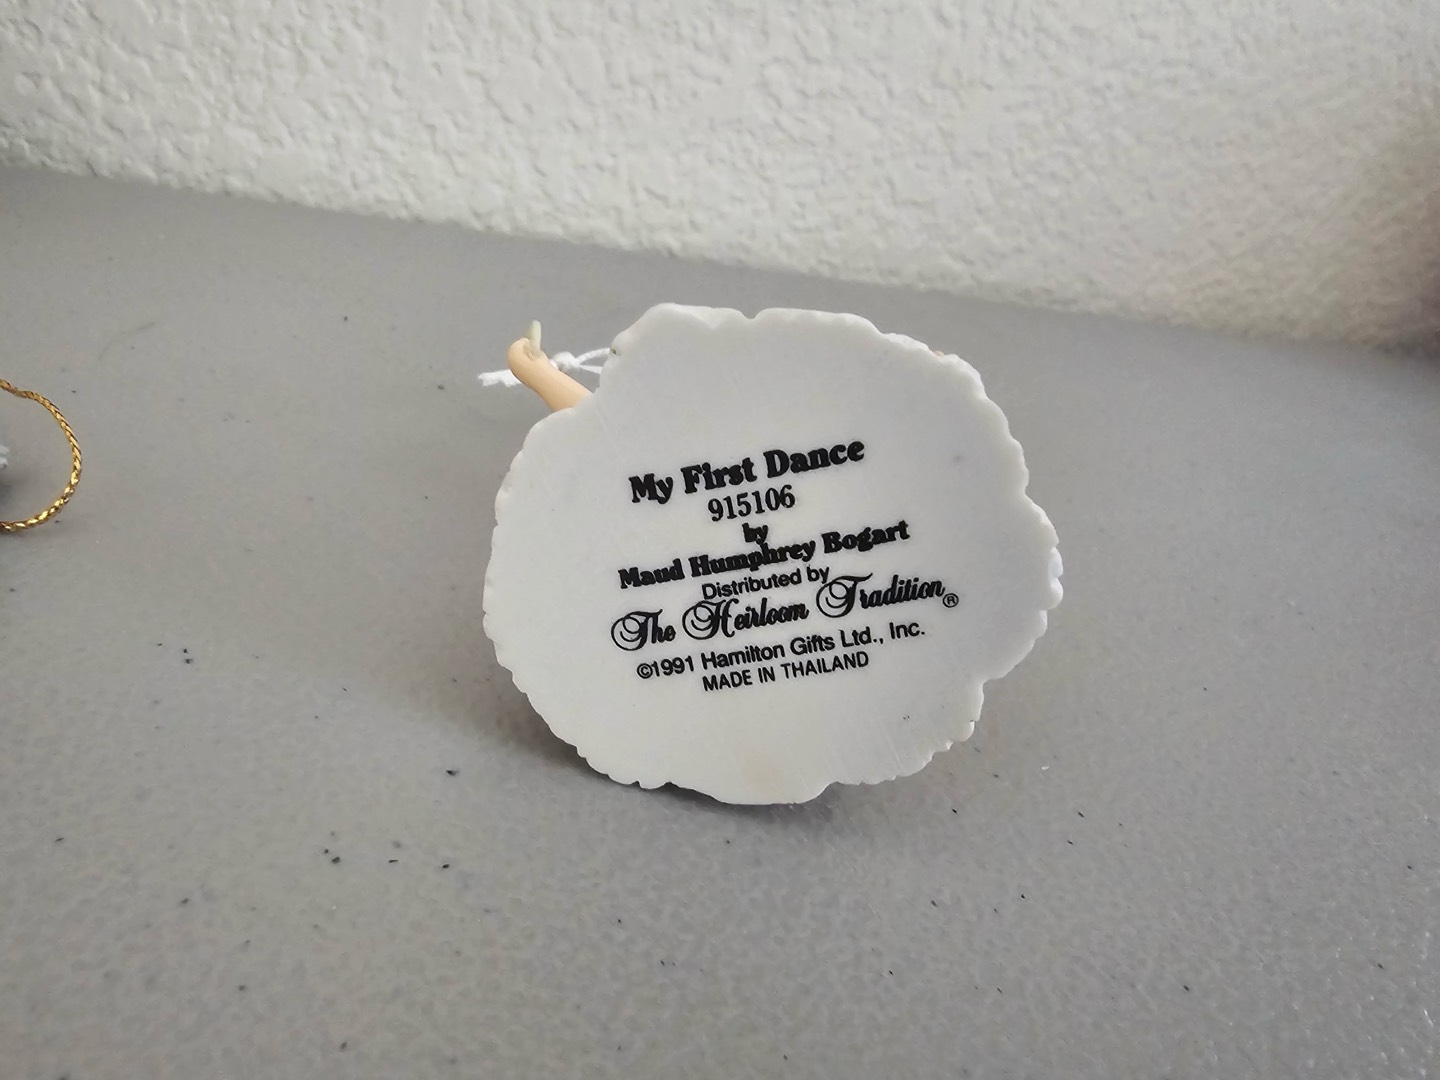 My First Dance
915106
by
Maud Humphrey Bogart
Distributed by
The Heirloom Tradition®
©1991 Hamilton Gifts Ltd., Inc.
MADE IN THAILAND